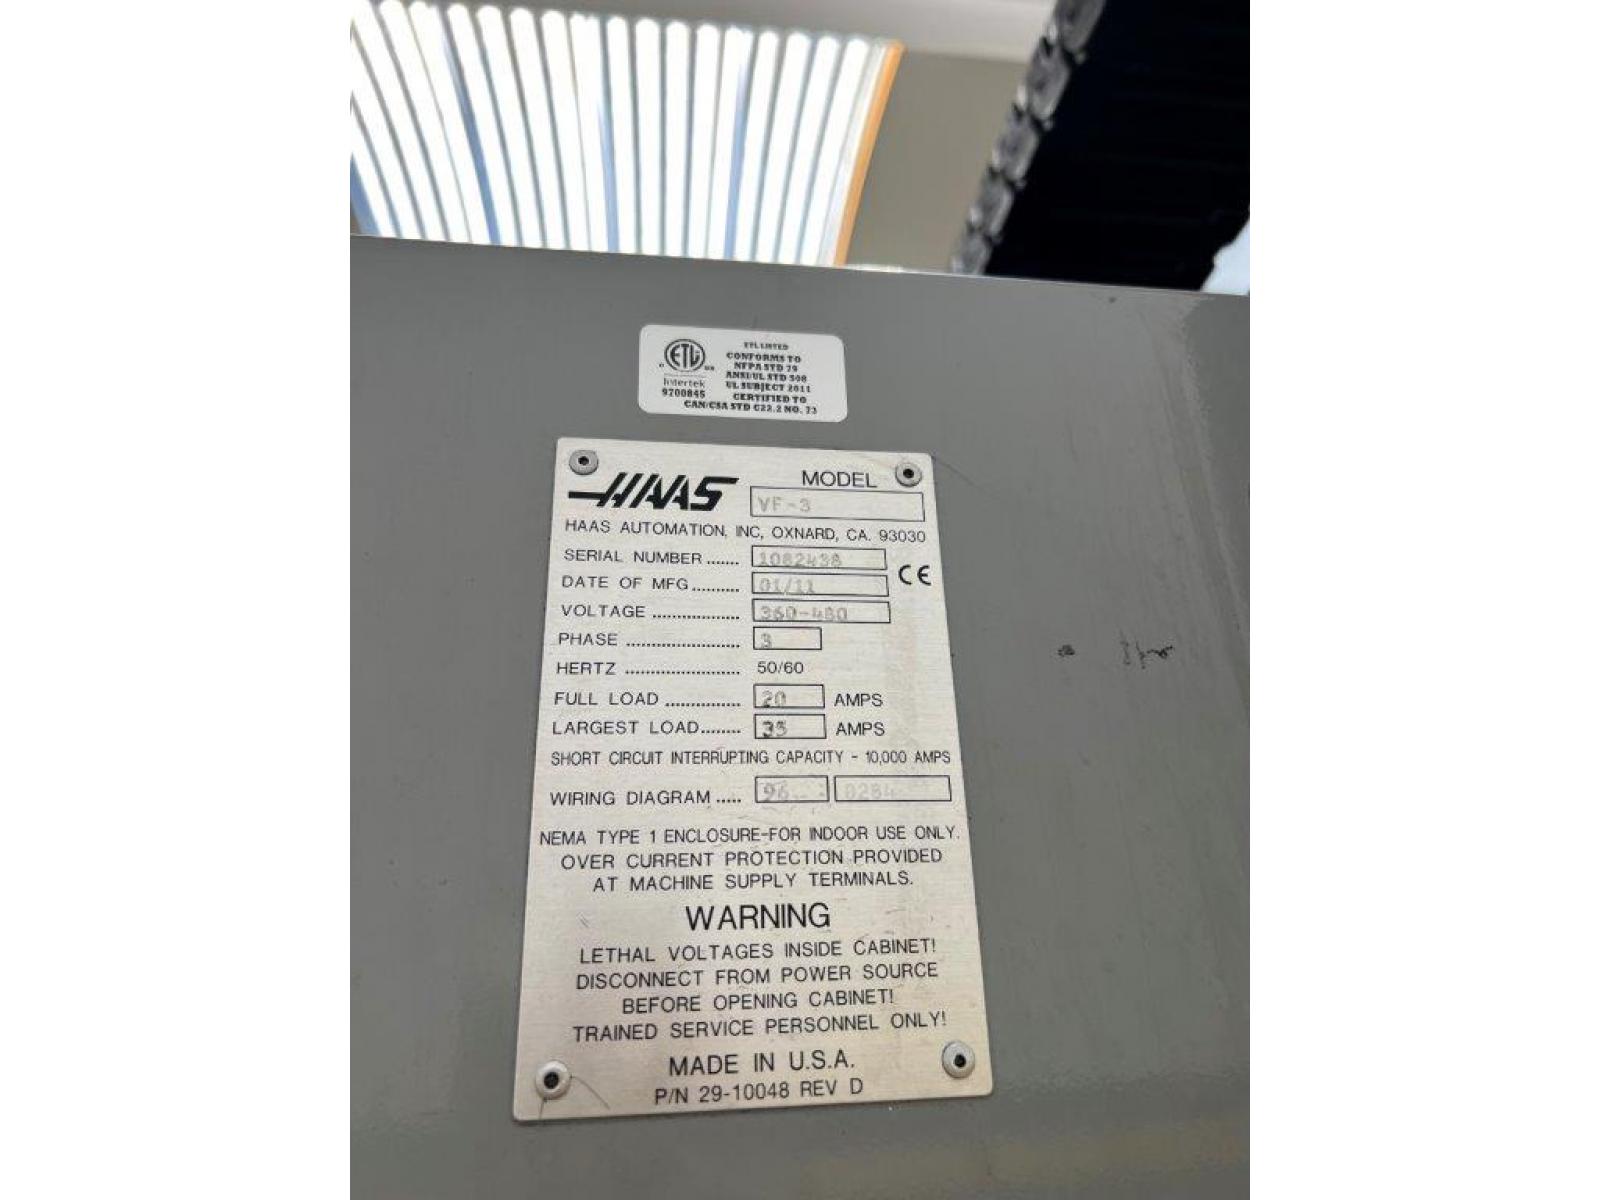 ETL LISTED
CONFORMS TO
NFPA STD 79
ANSI/UL STD 508
UL SUBJECT 2011
CERTIFIED TO
CAN/CSA STD C22.2 NO. 73
ETL
Intertek
9700845
HAAS
MODEL
VF-3
HAAS AUTOMATION, INC, OXNARD, CA. 93030
SERIAL NUMBER ....... 1082438
CE
DATE OF MFG .......... 01/11
VOLTAGE ................... 360-480
PHASE ......................... 3
HERTZ ......................... 50/60
FULL LOAD ................ 20 AMPS
LARGEST LOAD........ 35 AMPS
SHORT CIRCUIT INTERRUPTING CAPACITY - 10,000 AMPS
WIRING DIAGRAM ..... 96 0284
NEMA TYPE 1 ENCLOSURE-FOR INDOOR USE ONLY.
OVER CURRENT PROTECTION PROVIDED
AT MACHINE SUPPLY TERMINALS.
WARNING
LETHAL VOLTAGES INSIDE CABINET!
DISCONNECT FROM POWER SOURCE
BEFORE OPENING CABINET!
TRAINED SERVICE PERSONNEL ONLY!
MADE IN U.S.A.
P/N 29-10048 REV D